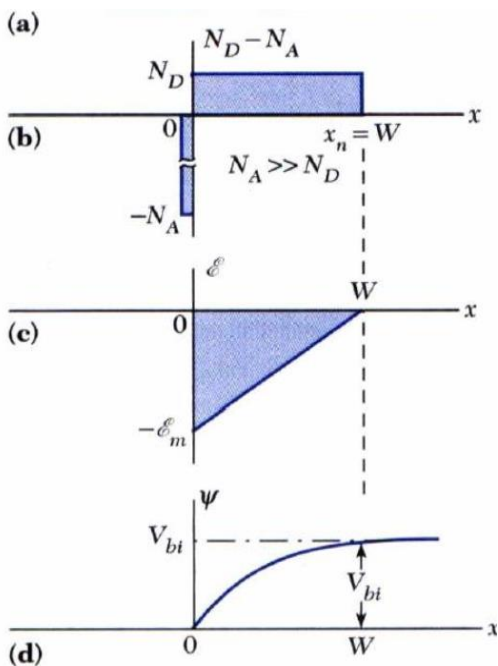 (a)
N_D − N_A
N_D
0
x
(b)
x_n = W
N_A >> N_D
−N_A
ℰ
W
0
x
(c)
−ℰ_m
ψ
V_bi
V_bi
0
W
x
(d)